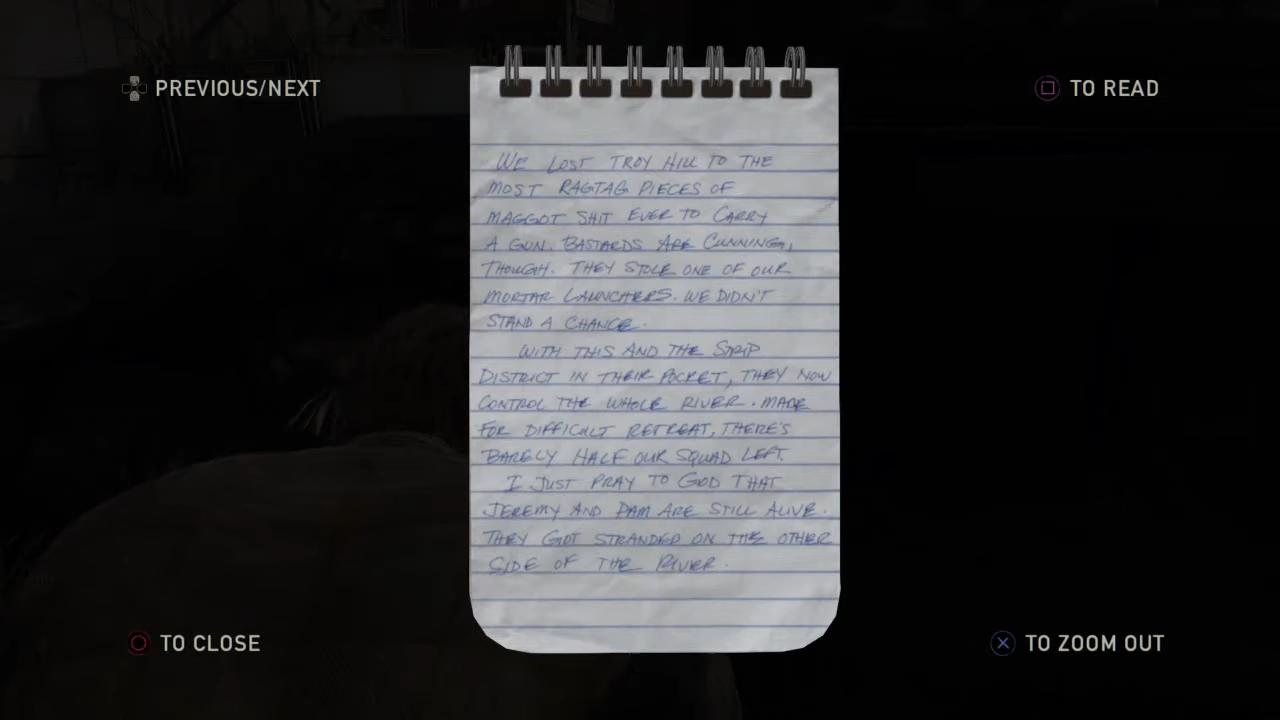 PREVIOUS/NEXT
TO READ
WE LOST TROY HILL TO THE
MOST RAGTAG PIECES OF
MAGGOT SHIT EVER TO CARRY
A GUN. BASTARDS ARE CUNNING,
THOUGH. THEY STOLE ONE OF OUR
MORTAR LAUNCHERS. WE DIDN'T
STAND A CHANCE.
WITH THIS AND THE STRIP
DISTRICT IN THEIR POCKET, THEY NOW
CONTROL THE WHOLE RIVER. MADE
FOR DIFFICULT RETREAT, THERE'S
BARELY HALF OUR SQUAD LEFT.
I JUST PRAY TO GOD THAT
JEREMY AND PAM ARE STILL ALIVE.
THEY GOT STRANDED ON THE OTHER
SIDE OF THE RIVER.
TO CLOSE
TO ZOOM OUT